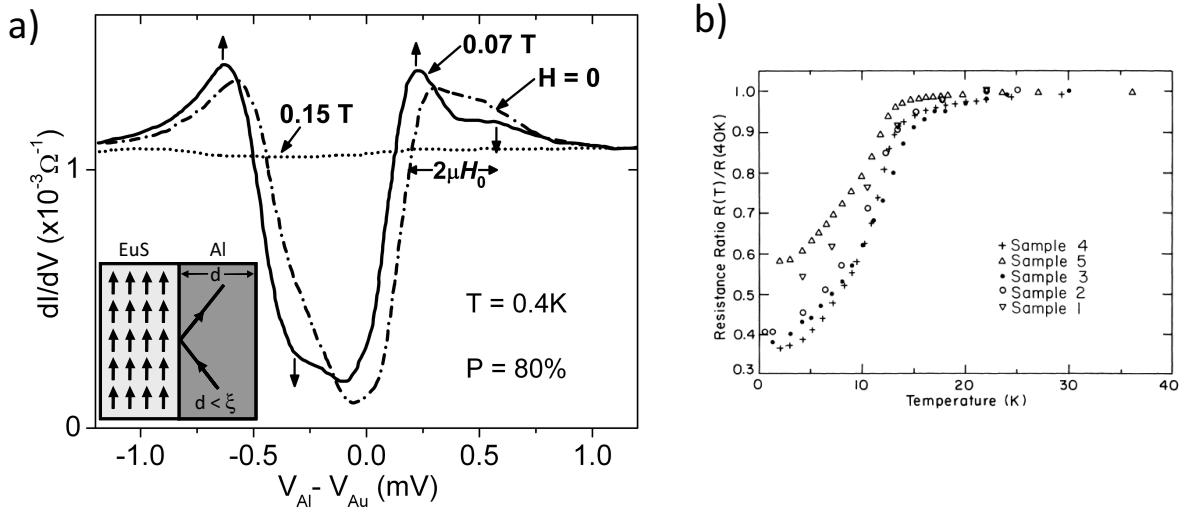 a)
dI/dV (x10⁻³Ω⁻¹)
1
0
0.07 T
H = 0
0.15 T
2μH₀
EuS
Al
d
d < ξ
T = 0.4K
P = 80%
-1.0 -0.5 0.0 0.5 1.0
V_Al - V_Au (mV)
b)
Resistance Ratio R(T)/R(40K)
1.0
0.9
0.8
0.7
0.6
0.5
0.4
0.3
+ Sample 4
△ Sample 5
• Sample 3
○ Sample 2
▽ Sample 1
0 10 20 30 40
Temperature (K)